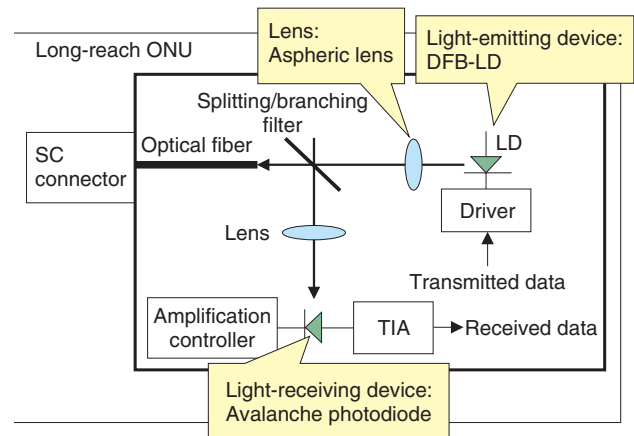 Long-reach ONU
Lens:
Aspheric lens
Light-emitting device:
DFB-LD
Splitting/branching
filter
Optical fiber
SC
connector
LD
Driver
Lens
Transmitted data
Amplification
controller
TIA
Received data
Light-receiving device:
Avalanche photodiode